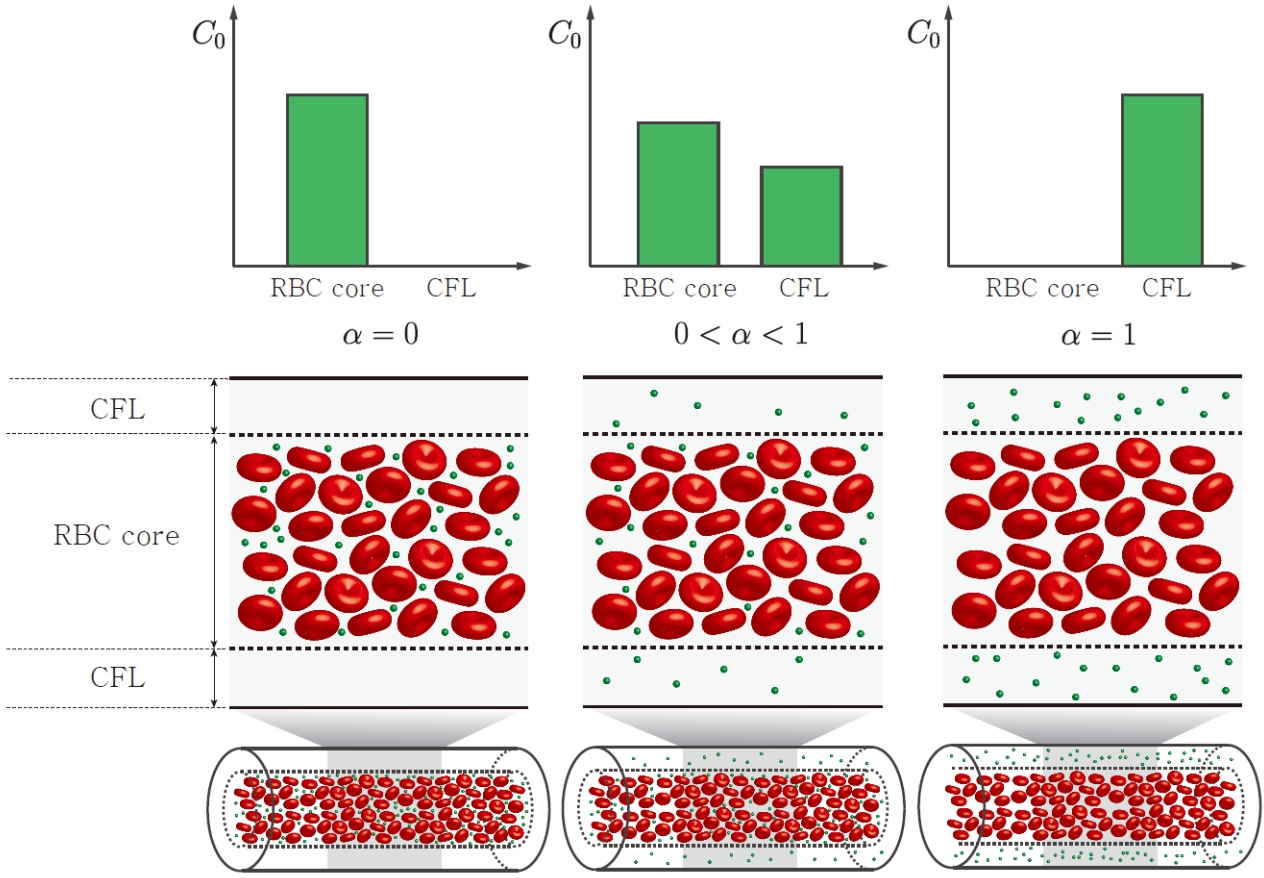 C₀ C₀ C₀
RBC core CFL RBC core CFL RBC core CFL
α = 0 0 < α < 1 α = 1
CFL
RBC core
CFL